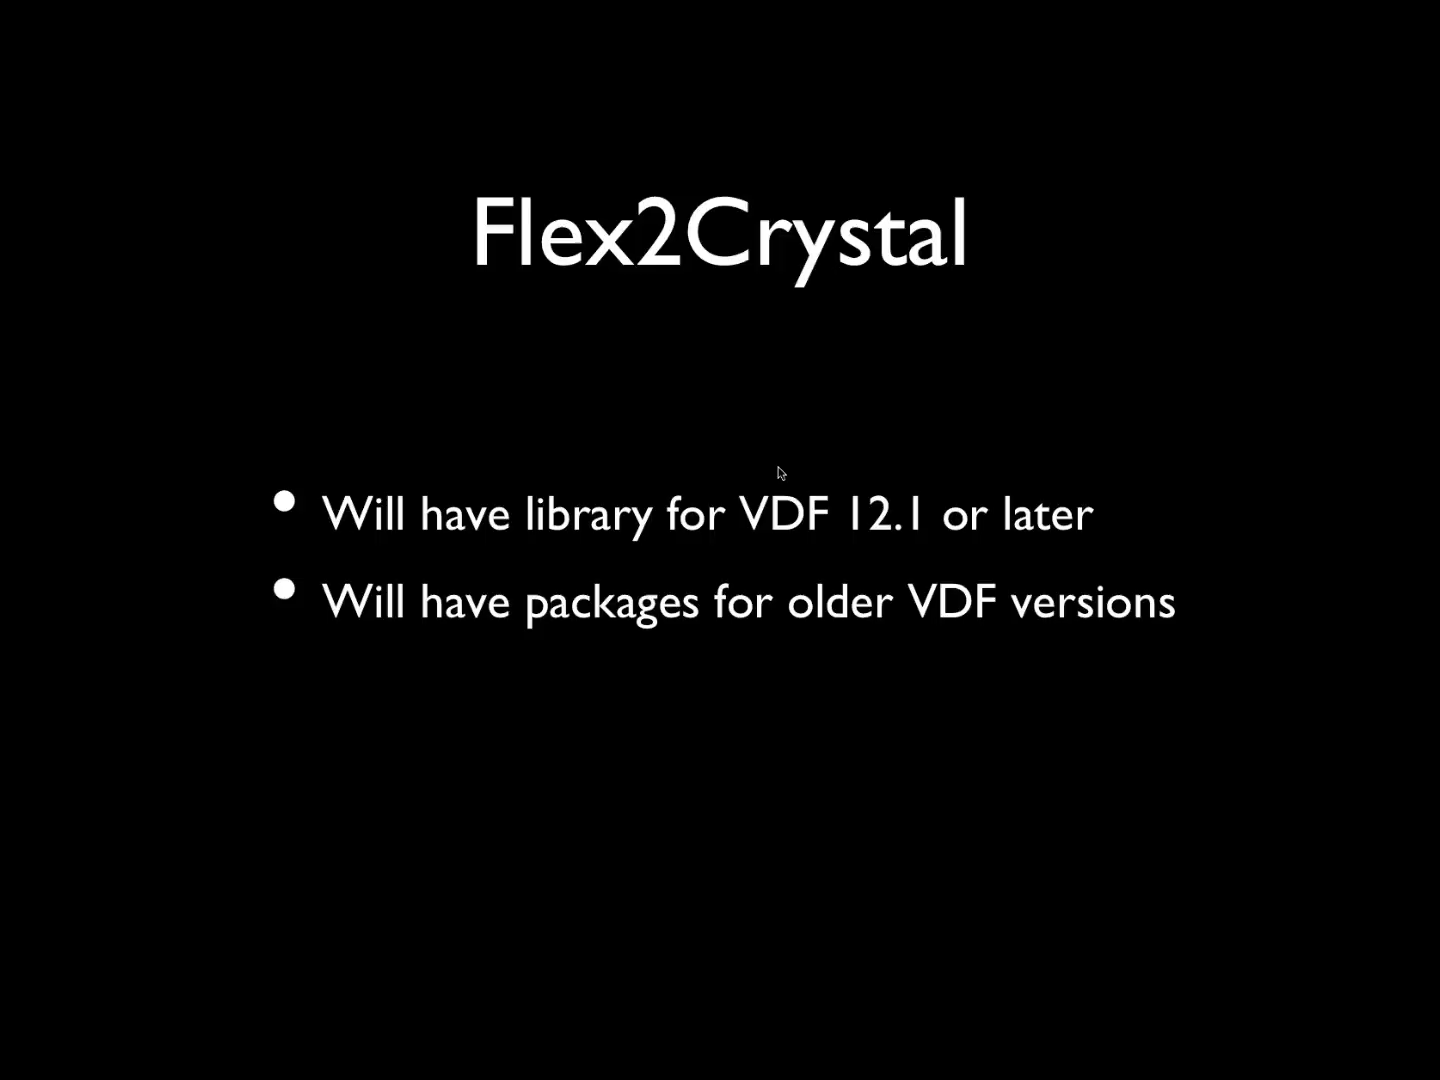 Flex2Crystal
• Will have library for VDF 12.1 or later
• Will have packages for older VDF versions